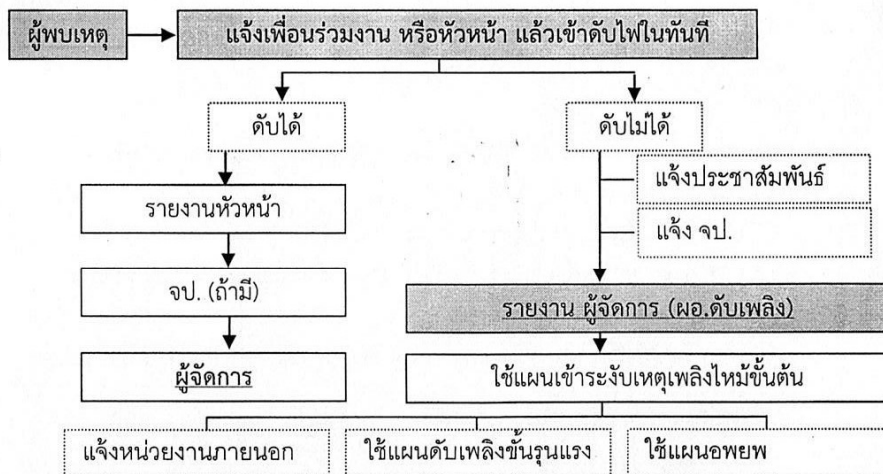 ผู้พบเหตุ
แจ้งเพื่อนร่วมงาน หรือหัวหน้า แล้วเข้าดับไฟในทันที
ดับได้
ดับไม่ได้
แจ้งประชาสัมพันธ์
รายงานหัวหน้า
แจ้ง จป.
จป. (ถ้ามี)
รายงาน ผู้จัดการ (ผอ.ดับเพลิง)
ผู้จัดการ
ใช้แผนเข้าระงับเหตุเพลิงไหม้ขั้นต้น
แจ้งหน่วยงานภายนอก
ใช้แผนดับเพลิงขั้นรุนแรง
ใช้แผนอพยพ